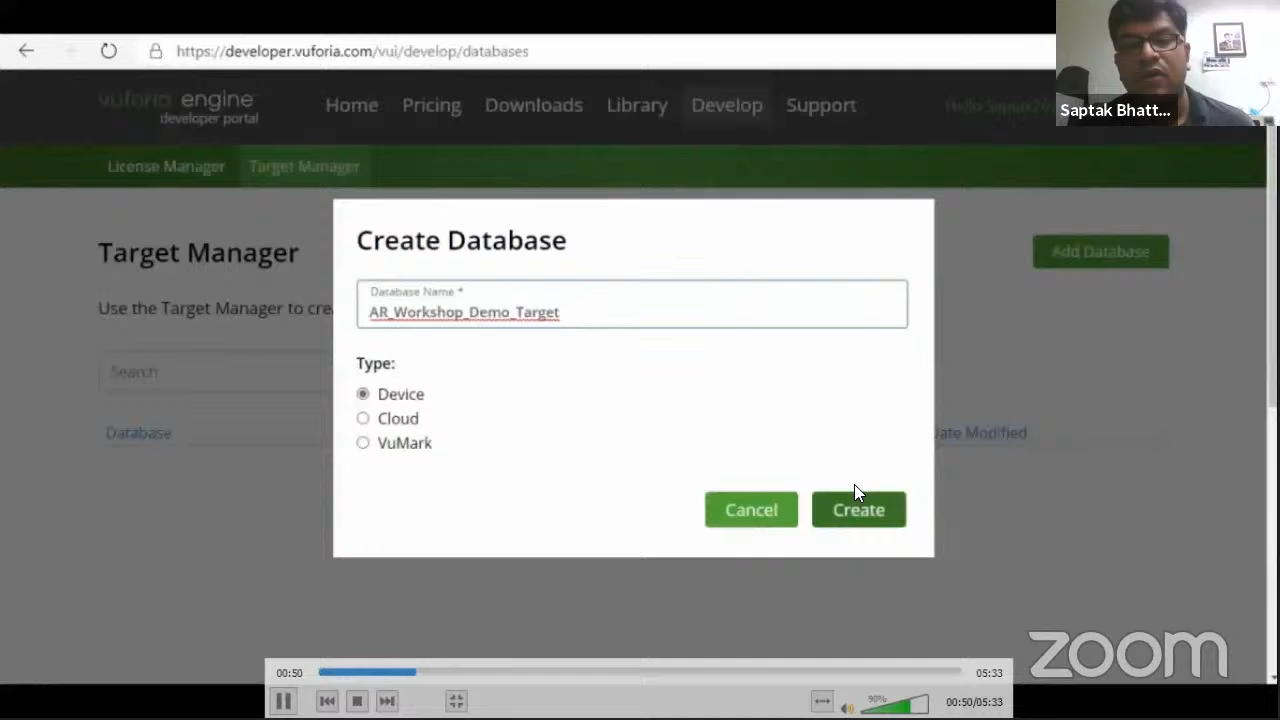 https://developer.vuforia.com/vui/develop/databases
vuforia engine™
developer portal
Home Pricing Downloads Library Develop Support
Saptak Bhatt...
License Manager Target Manager
Target Manager
Add Database
Use the Target Manager to cre
Search
Database
ate Modified
Create Database
Database Name *
AR_Workshop_Demo_Target
Type:
Device
Cloud
VuMark
Cancel Create
zoom
00:50 05:33
90% 00:50/05:33